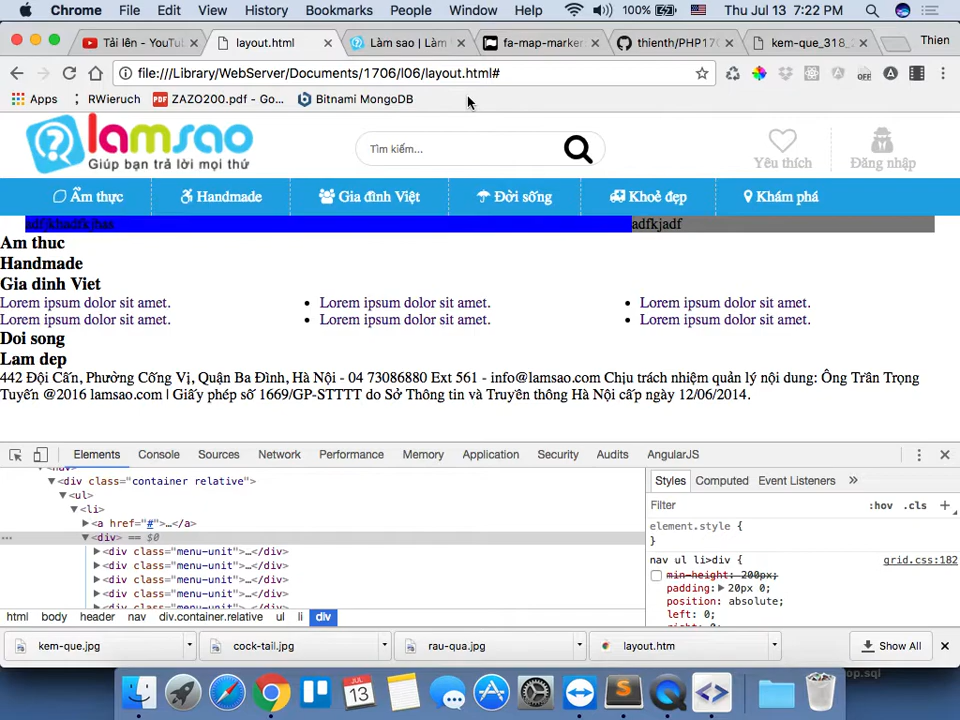 Chrome File Edit View History Bookmarks People Window Help 100% Thu Jul 13 7:22 PM
Tải lên - YouTu layout.html Làm sao | Làm fa-map-marker thienth/PHP170 kem-que_318_2 Thien
file:///Library/WebServer/Documents/1706/l06/layout.html#
Apps RWieruch ZAZO200.pdf - Go... Bitnami MongoDB
lamsao
Giúp bạn trả lời mọi thứ
Tìm kiếm...
Yêu thích
Đăng nhập
Ẩm thực Handmade Gia đình Việt Đời sống Khoẻ đẹp Khám phá
adfjkhadfkjhas adfkjadf
Am thuc
Handmade
Gia dinh Viet
Lorem ipsum dolor sit amet. • Lorem ipsum dolor sit amet. • Lorem ipsum dolor sit amet.
Lorem ipsum dolor sit amet. • Lorem ipsum dolor sit amet. • Lorem ipsum dolor sit amet.
Doi song
Lam dep
442 Đội Cấn, Phường Cống Vị, Quận Ba Đình, Hà Nội - 04 73086880 Ext 561 - info@lamsao.com Chịu trách nhiệm quản lý nội dung: Ông Trần Trọng
Tuyến @2016 lamsao.com | Giấy phép số 1669/GP-STTTT do Sở Thông tin và Truyền thông Hà Nội cấp ngày 12/06/2014.
Elements Console Sources Network Performance Memory Application Security Audits AngularJS
<div class="container relative">
<ul>
<li>
<a href="#">…</a>
<div> == $0
<div class="menu-unit">…</div>
<div class="menu-unit">…</div>
<div class="menu-unit">…</div>
<div class="menu-unit">…</div>
html body header nav div.container.relative ul li div
Styles Computed Event Listeners »
Filter :hov .cls +
element.style {
}
nav ul li>div { grid.css:182
min-height: 200px;
padding: 20px 0;
position: absolute;
left: 0;
kem-que.jpg cock-tail.jpg rau-qua.jpg layout.htm Show All
JUL
13
op.sql